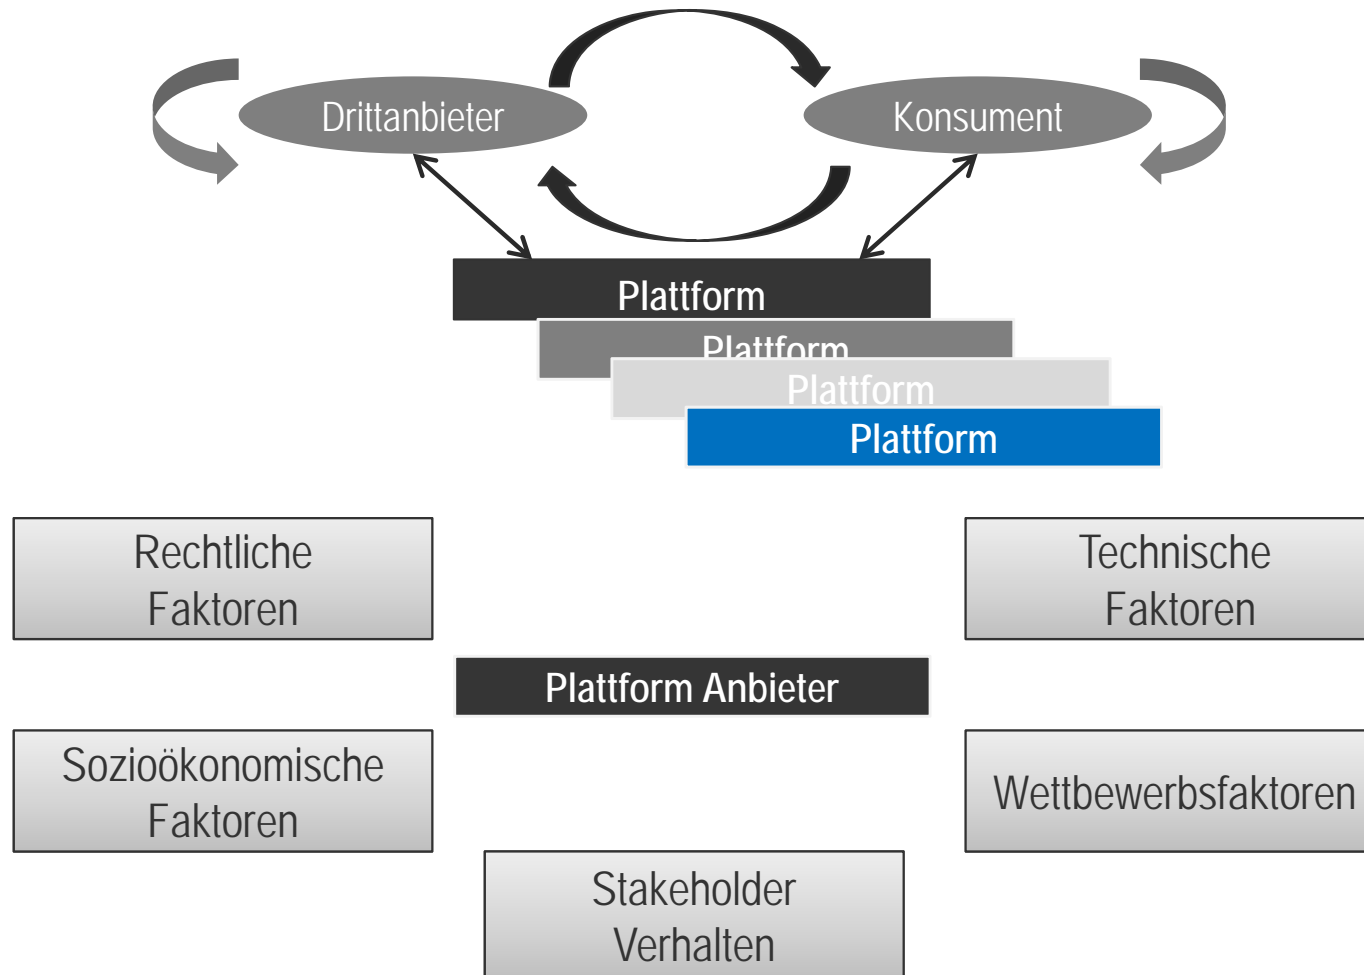 Drittanbieter
Konsument
Plattform
Plattform
Plattform
Plattform
Rechtliche
Faktoren
Technische
Faktoren
Plattform Anbieter
Sozioökonomische
Faktoren
Wettbewerbsfaktoren
Stakeholder
Verhalten